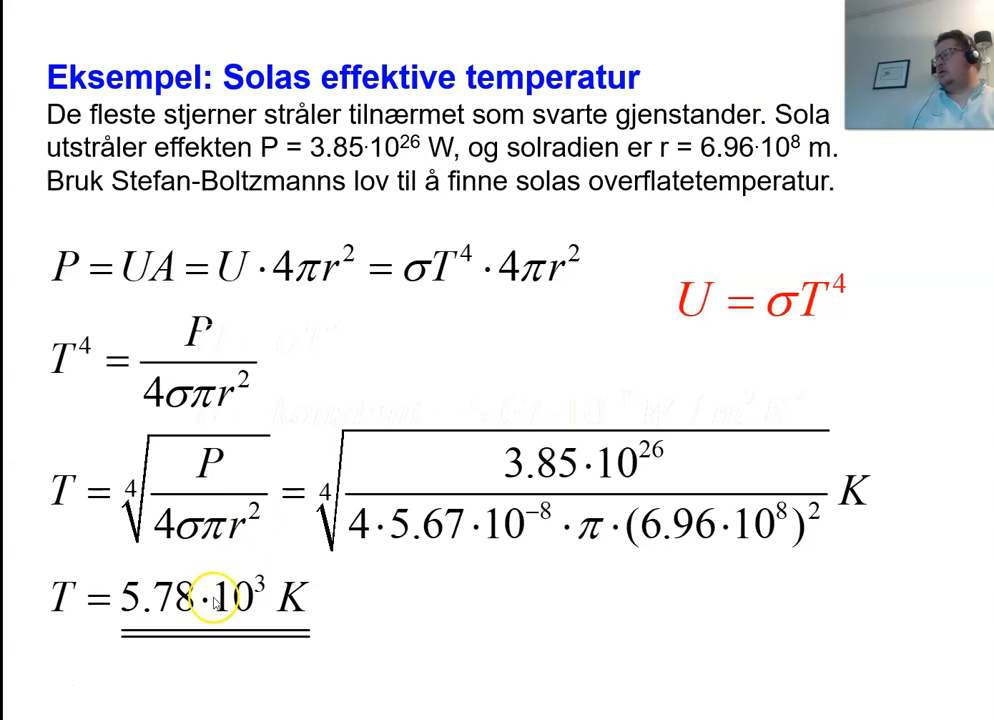 Eksempel: Solas effektive temperatur
De fleste stjerner stråler tilnærmet som svarte gjenstander. Sola
utstråler effekten P = 3.85·10²⁶ W, og solradien er r = 6.96·10⁸ m.
Bruk Stefan-Boltzmanns lov til å finne solas overflatetemperatur.
P = UA = U · 4πr² = σT⁴ · 4πr²
U = σT⁴
T⁴ = P / 4σπr²
T = ⁴√(P / 4σπr²) = ⁴√(3.85·10²⁶ / 4·5.67·10⁻⁸·π·(6.96·10⁸)²) K
T = 5.78·10³ K